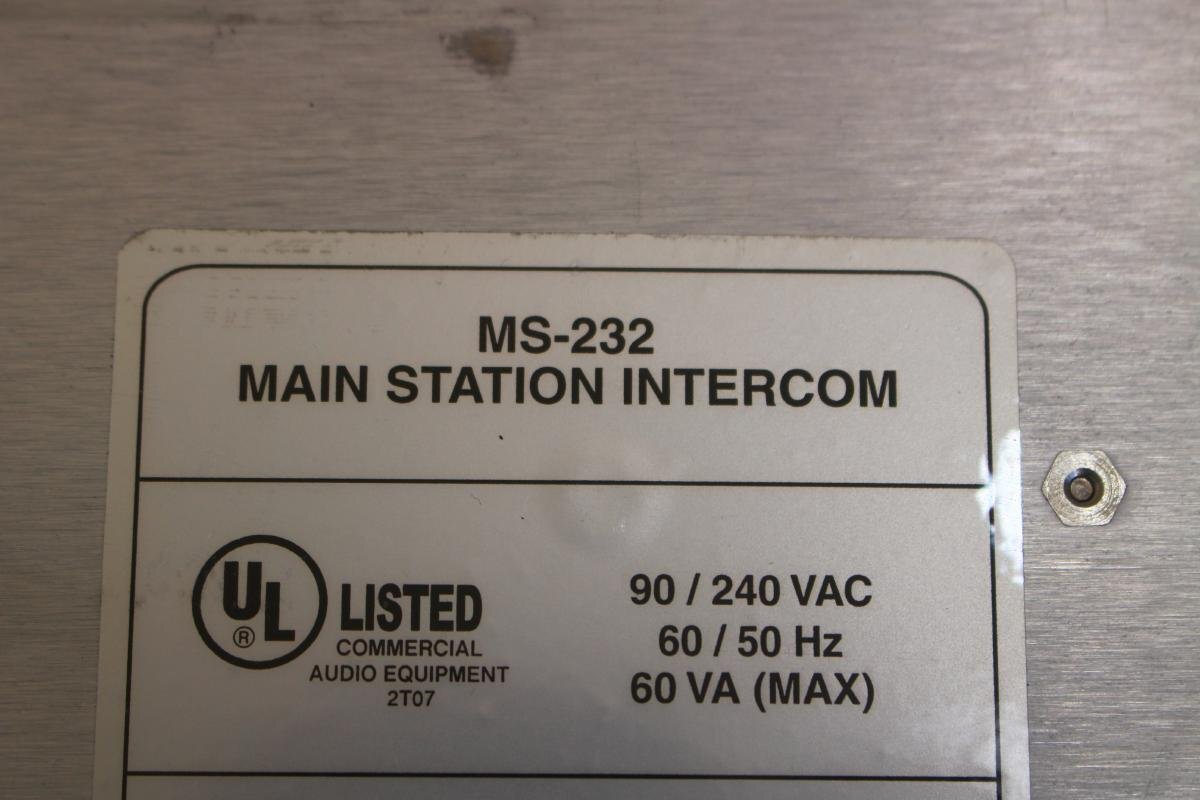 MS-232
MAIN STATION INTERCOM
UL ®
LISTED
COMMERCIAL
AUDIO EQUIPMENT
2T07
90 / 240 VAC
60 / 50 Hz
60 VA (MAX)